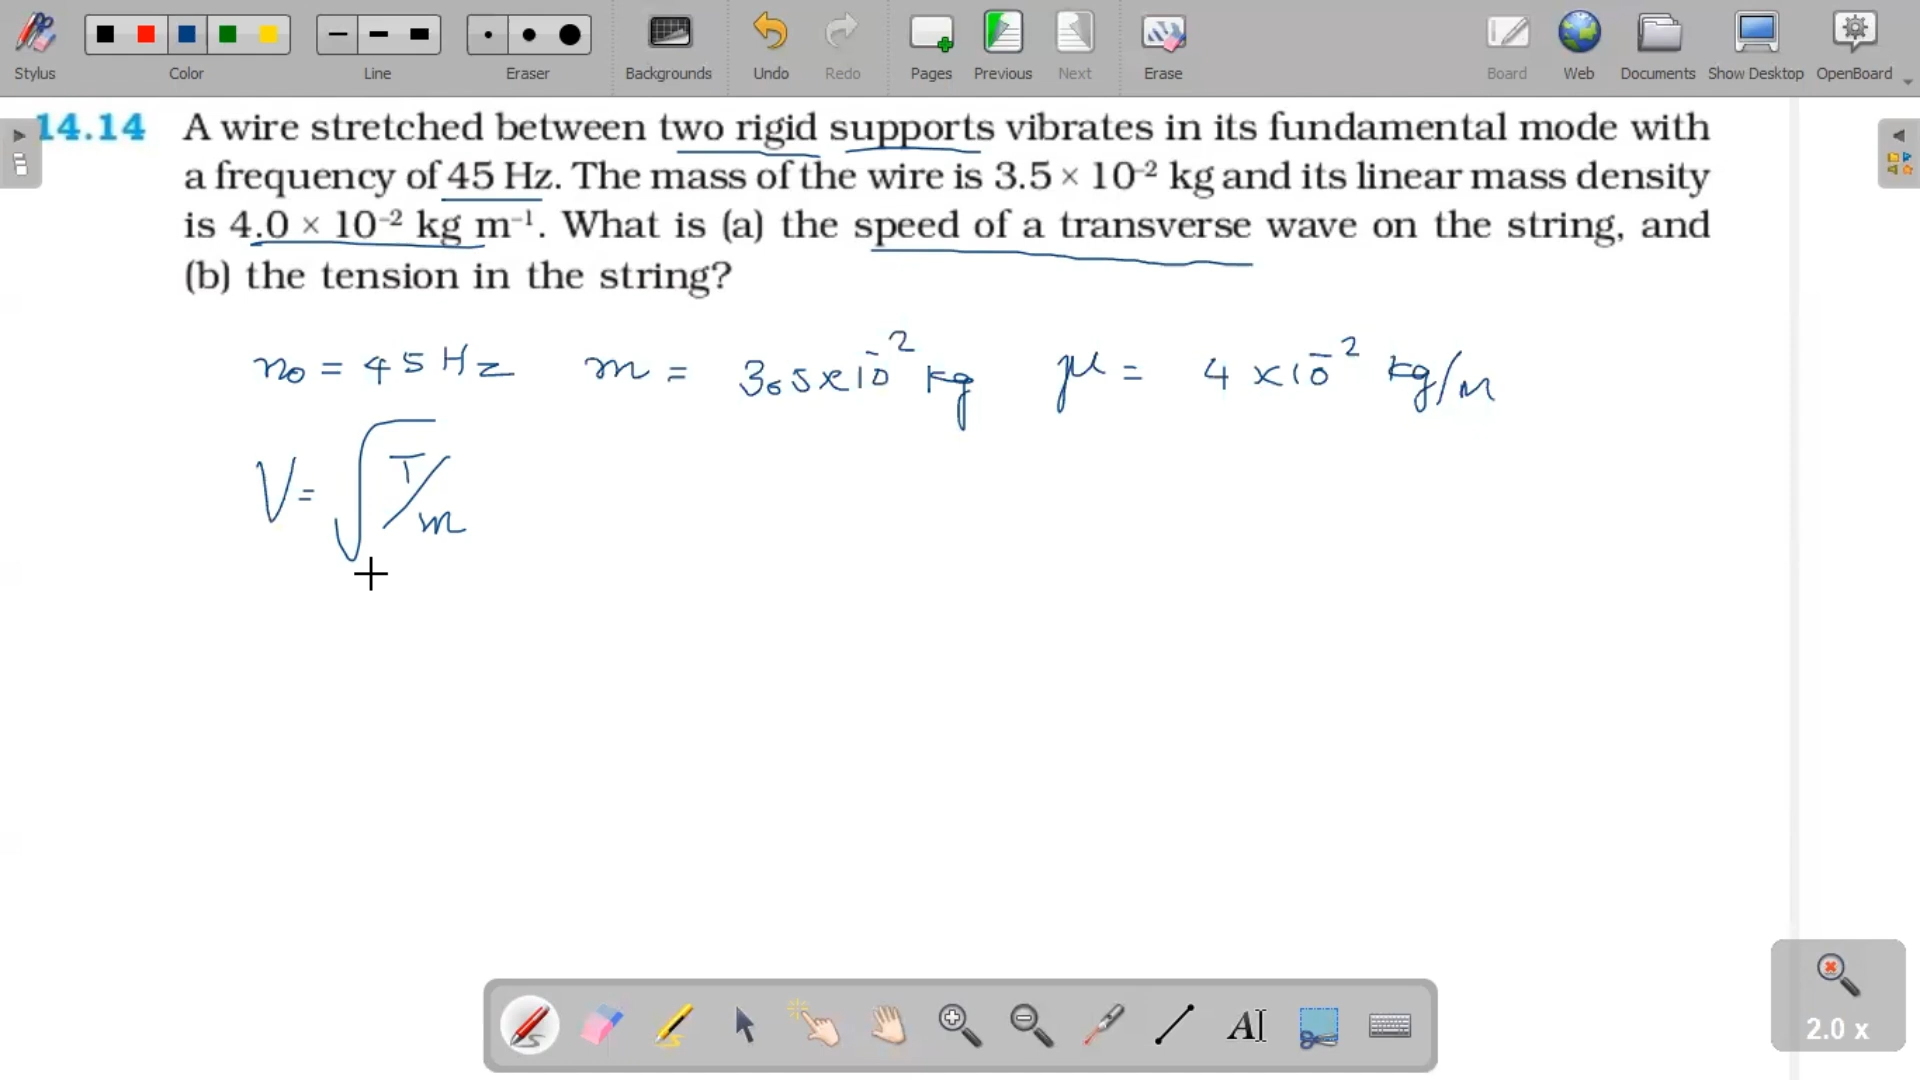 Stylus Color Line Eraser Backgrounds Undo Redo Pages Previous Next Erase Board Web Documents Show Desktop OpenBoard
14.14 A wire stretched between two rigid supports vibrates in its fundamental mode with
a frequency of 45 Hz. The mass of the wire is 3.5 × 10⁻² kg and its linear mass density
is 4.0 × 10⁻² kg m⁻¹. What is (a) the speed of a transverse wave on the string, and
(b) the tension in the string?
n₀ = 45 Hz m = 3.5×10⁻² kg μ = 4 ×10⁻² kg/m
V = √T/m
AI
2.0 x